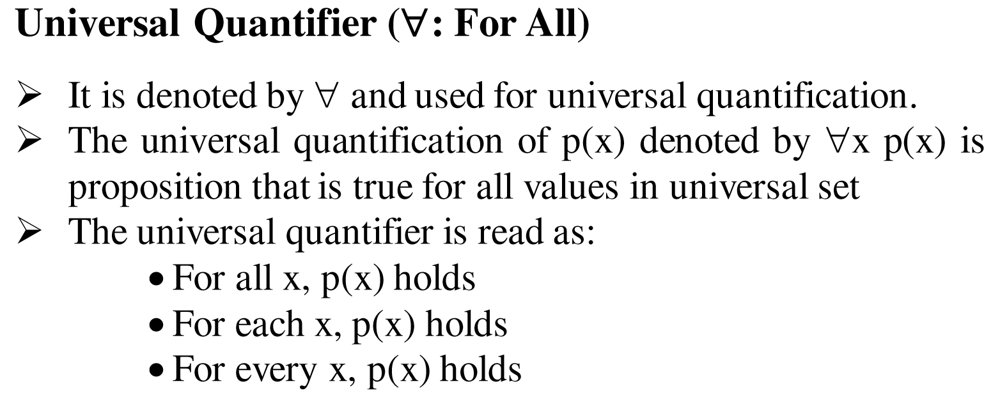 Universal Quantifier (∀: For All)
➢ It is denoted by ∀ and used for universal quantification.
➢ The universal quantification of p(x) denoted by ∀x p(x) is
proposition that is true for all values in universal set
➢ The universal quantifier is read as:
• For all x, p(x) holds
• For each x, p(x) holds
• For every x, p(x) holds